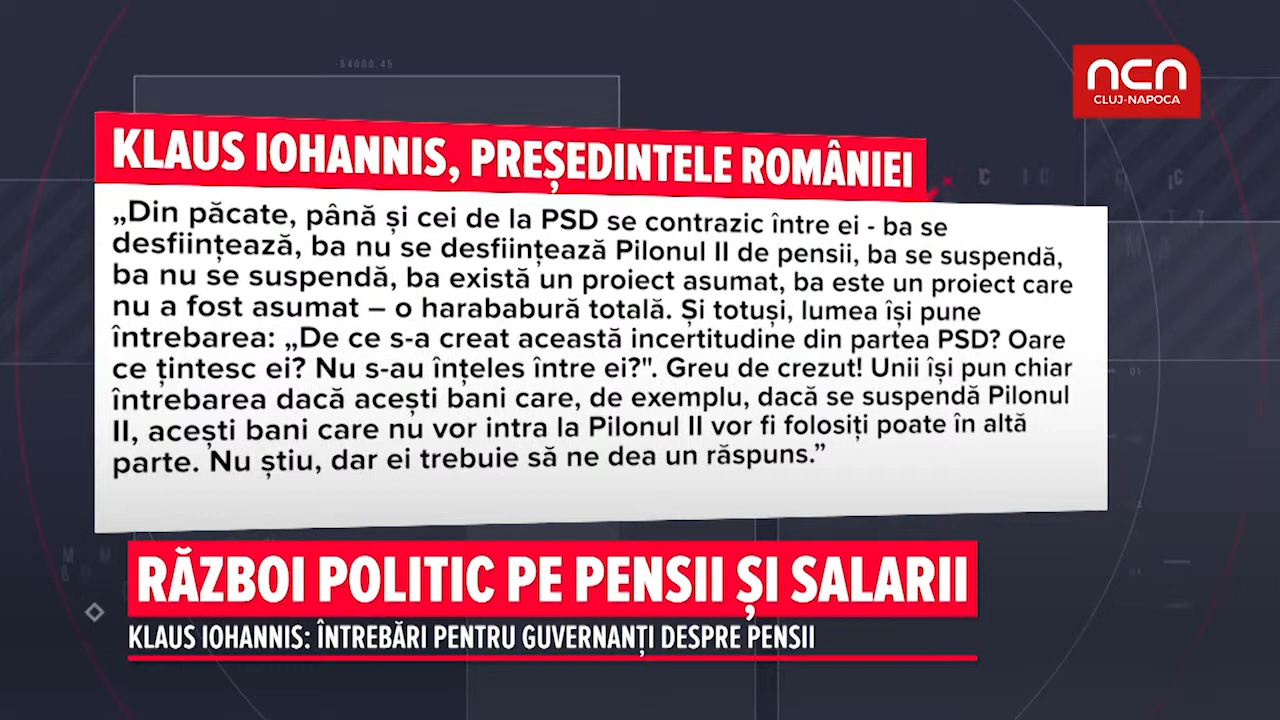 -54000.45
ncn
CLUJ-NAPOCA
KLAUS IOHANNIS, PREȘEDINTELE ROMÂNIEI
„Din păcate, până și cei de la PSD se contrazic între ei - ba se
desființează, ba nu se desființează Pilonul II de pensii, ba se suspendă,
ba nu se suspendă, ba există un proiect asumat, ba este un proiect care
nu a fost asumat – o harababură totală. Și totuși, lumea își pune
întrebarea: „De ce s-a creat această incertitudine din partea PSD? Oare
ce țintesc ei? Nu s-au înțeles între ei?". Greu de crezut! Unii își pun chiar
întrebarea dacă acești bani care, de exemplu, dacă se suspendă Pilonul
II, acești bani care nu vor intra la Pilonul II vor fi folosiți poate în altă
parte. Nu știu, dar ei trebuie să ne dea un răspuns.”
RĂZBOI POLITIC PE PENSII ȘI SALARII
KLAUS IOHANNIS: ÎNTREBĂRI PENTRU GUVERNANȚI DESPRE PENSII